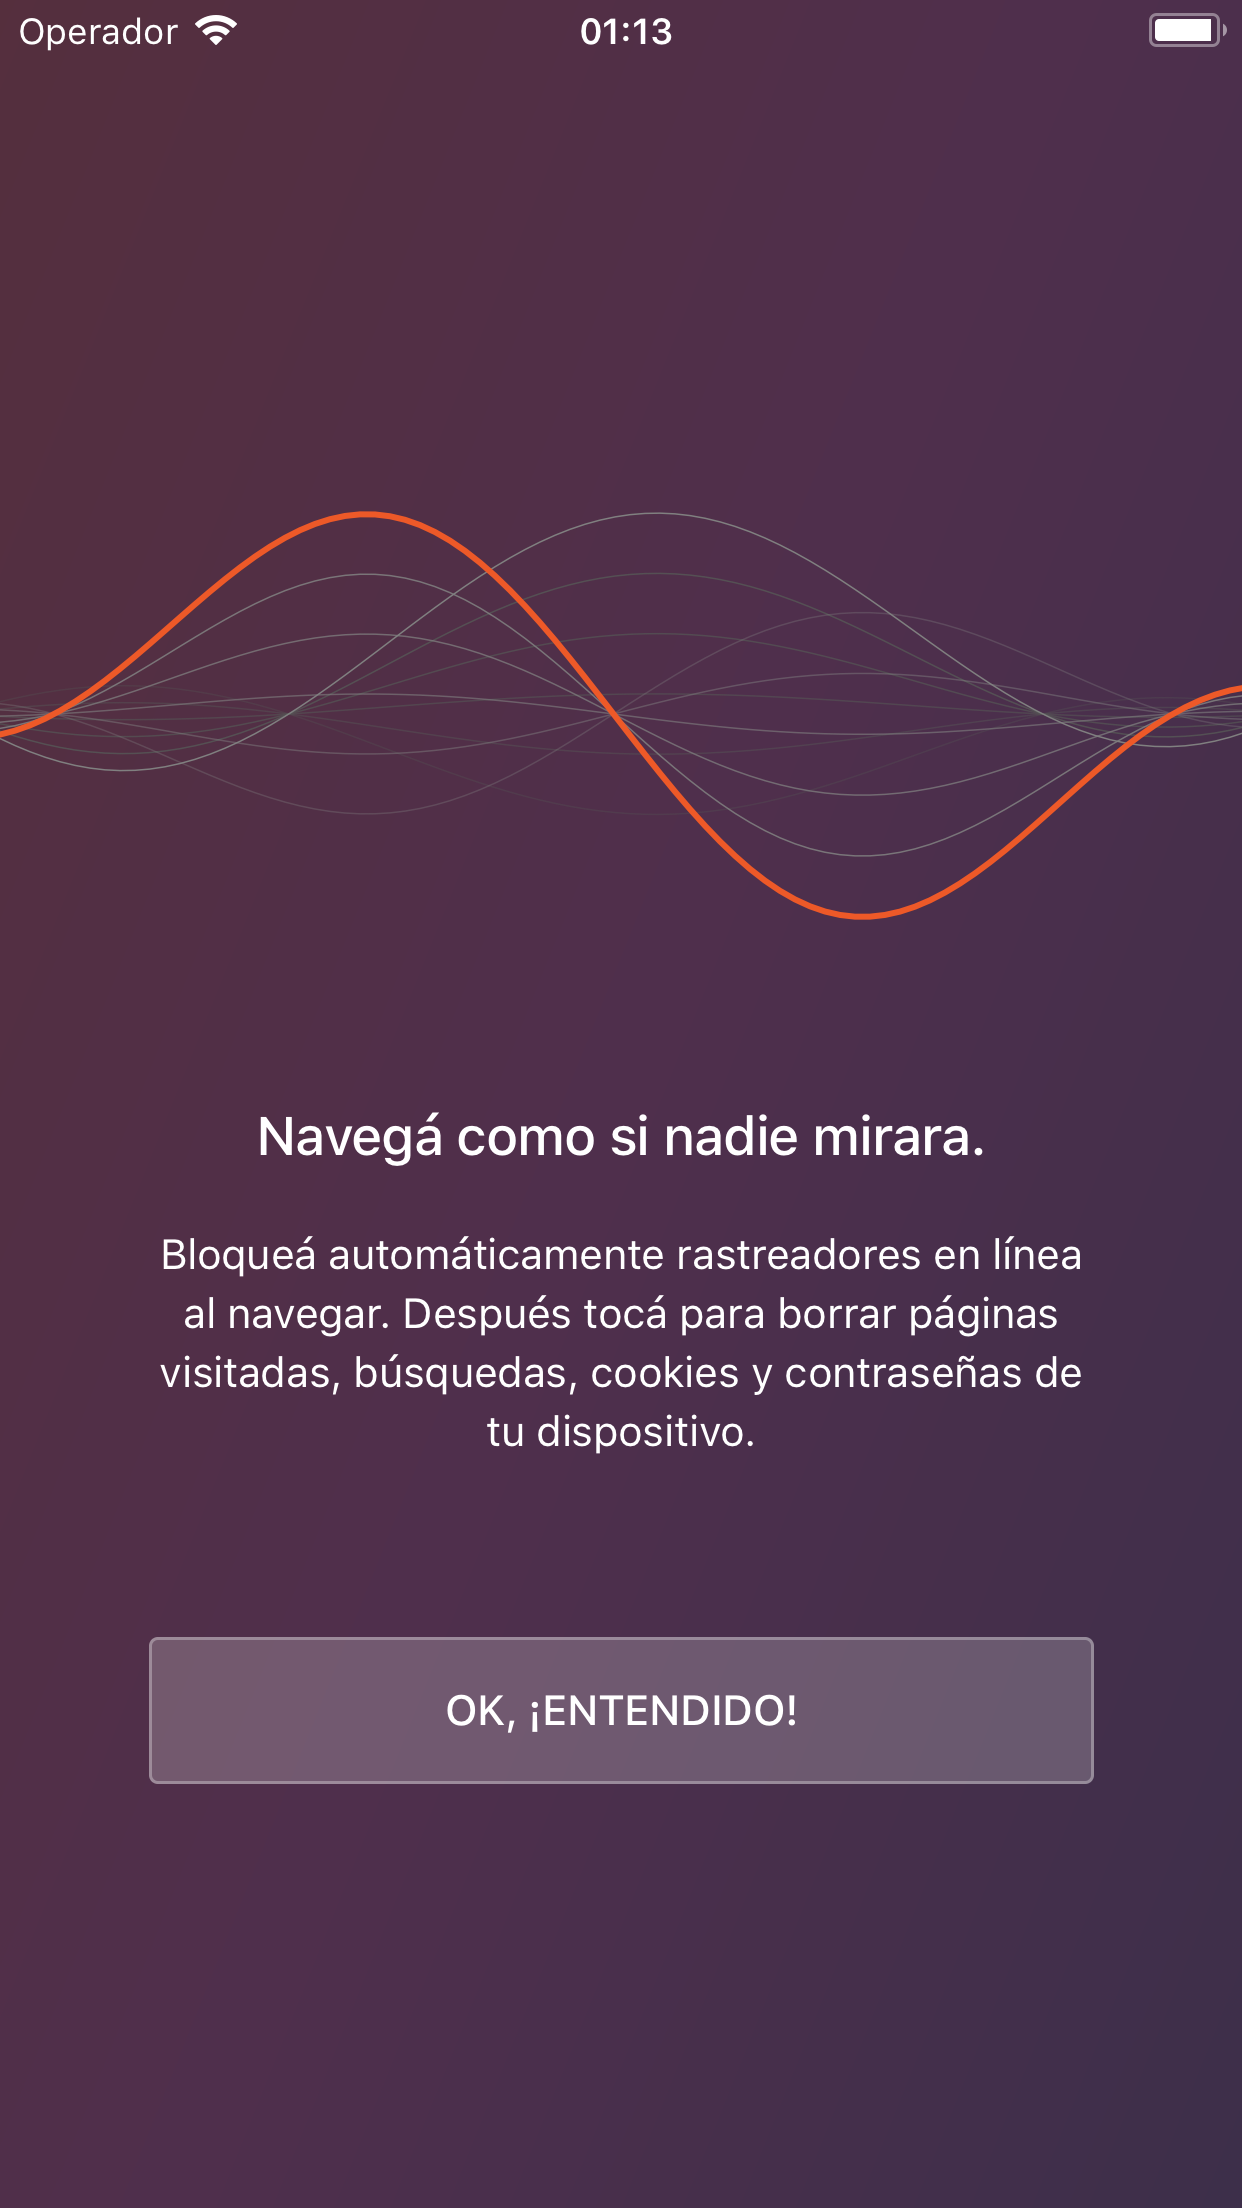 Operador
01:13
Navegá como si nadie mirara.
Bloqueá automáticamente rastreadores en línea
al navegar. Después tocá para borrar páginas
visitadas, búsquedas, cookies y contraseñas de
tu dispositivo.
OK, ¡ENTENDIDO!